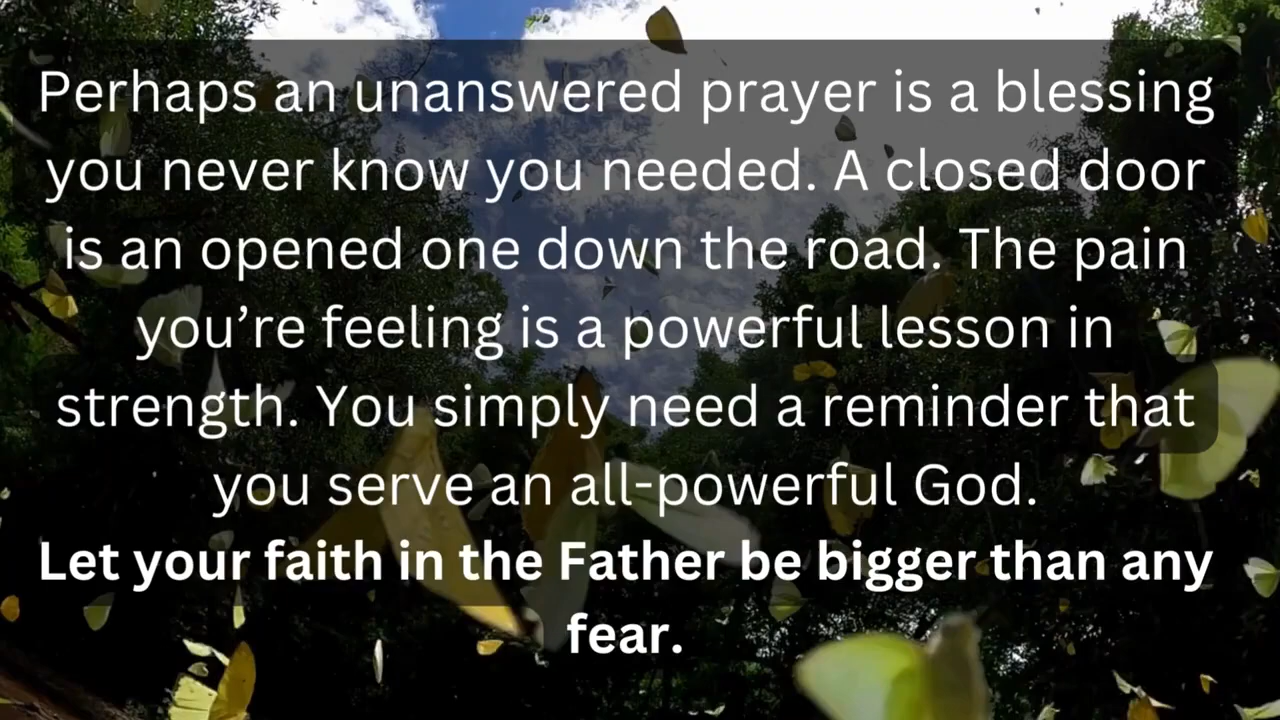 Perhaps an unanswered prayer is a blessing
you never know you needed. A closed door
is an opened one down the road. The pain
you’re feeling is a powerful lesson in
strength. You simply need a reminder that
you serve an all-powerful God.
Let your faith in the Father be bigger than any
fear.